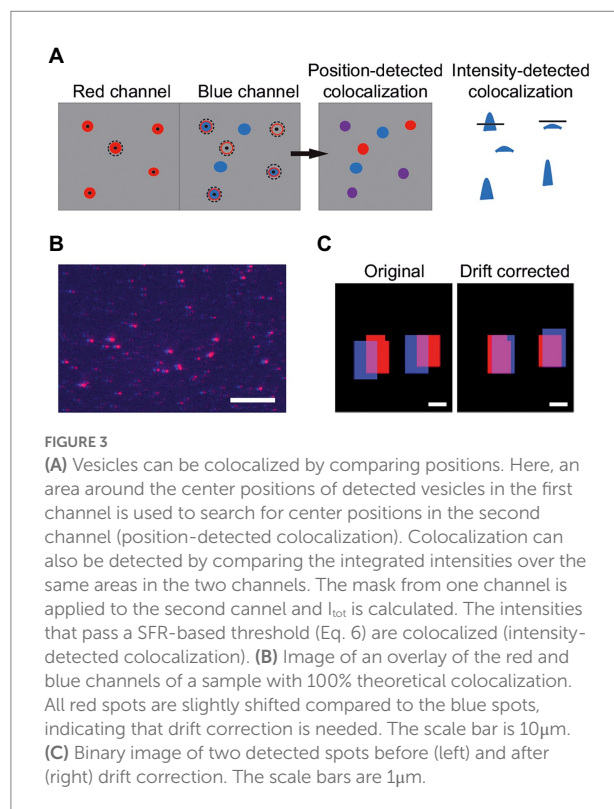 A
Red channel
Blue channel
Position-detected
colocalization
Intensity-detected
colocalization
B
C
Original
Drift corrected
FIGURE 3
(A) Vesicles can be colocalized by comparing positions. Here, an
area around the center positions of detected vesicles in the first
channel is used to search for center positions in the second
channel (position-detected colocalization). Colocalization can
also be detected by comparing the integrated intensities over the
same areas in the two channels. The mask from one channel is
applied to the second cannel and Itot is calculated. The intensities
that pass a SFR-based threshold (Eq. 6) are colocalized (intensity-
detected colocalization). (B) Image of an overlay of the red and
blue channels of a sample with 100% theoretical colocalization.
All red spots are slightly shifted compared to the blue spots,
indicating that drift correction is needed. The scale bar is 10μm.
(C) Binary image of two detected spots before (left) and after
(right) drift correction. The scale bars are 1μm.